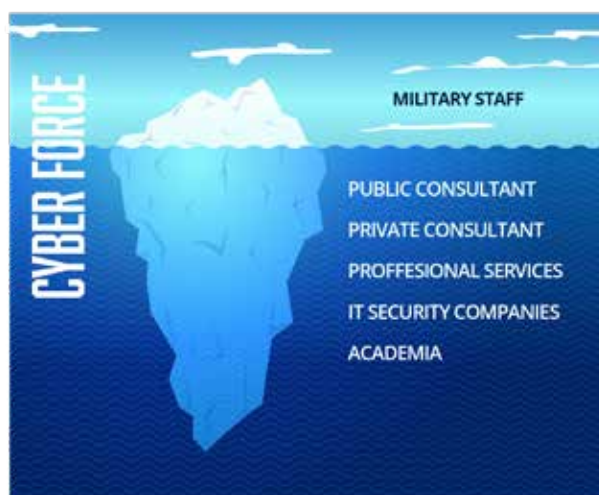 CYBER FORCE
MILITARY STAFF
PUBLIC CONSULTANT
PRIVATE CONSULTANT
PROFFESIONAL SERVICES
IT SECURITY COMPANIES
ACADEMIA